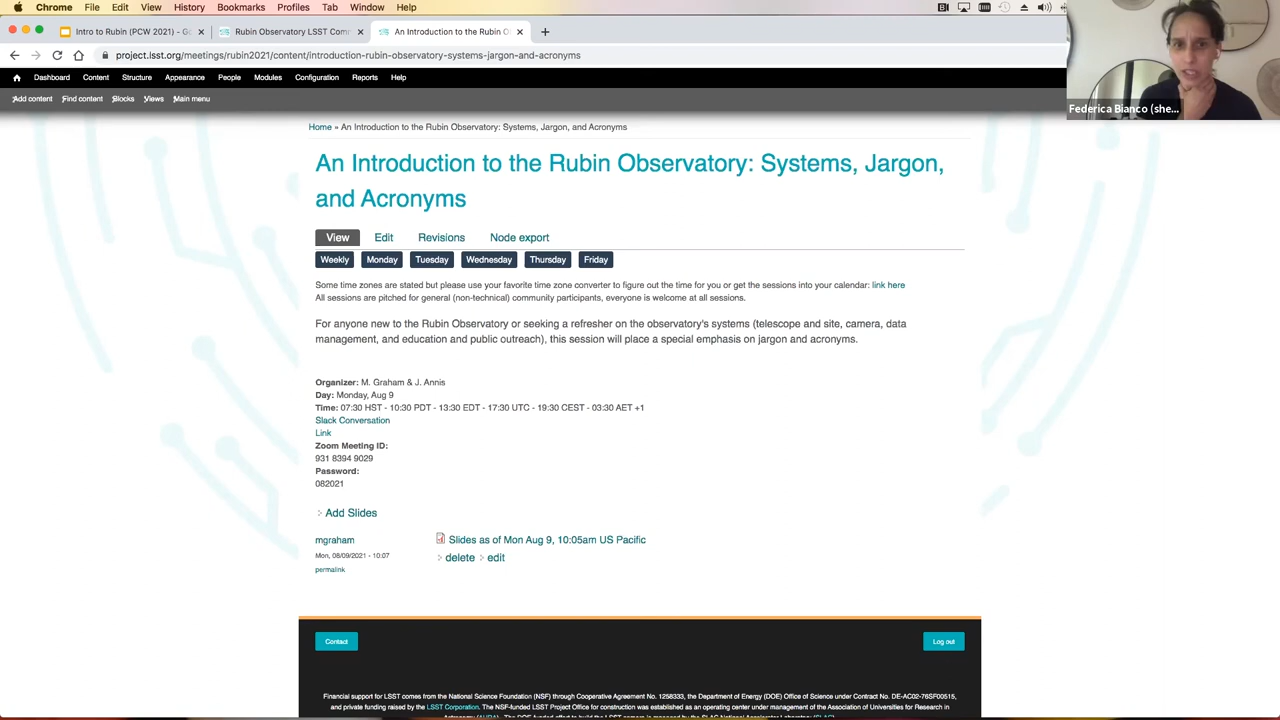 Chrome File Edit View History Bookmarks Profiles Tab Window Help
Intro to Rubin (PCW 2021) - Go
Rubin Observatory LSST Com
An Introduction to the Rubin O
project.lsst.org/meetings/rubin2021/content/introduction-rubin-observatory-systems-jargon-and-acronyms
Federica Bianco (she...
Dashboard Content Structure Appearance People Modules Configuration Reports Help
Add content Find content Blocks Views Main menu
Home » An Introduction to the Rubin Observatory: Systems, Jargon, and Acronyms
An Introduction to the Rubin Observatory: Systems, Jargon,
and Acronyms
View Edit Revisions Node export
Weekly Monday Tuesday Wednesday Thursday Friday
Some time zones are stated but please use your favorite time zone converter to figure out the time for you or get the sessions into your calendar: link here
All sessions are pitched for general (non-technical) community participants, everyone is welcome at all sessions.
For anyone new to the Rubin Observatory or seeking a refresher on the observatory's systems (telescope and site, camera, data
management, and education and public outreach), this session will place a special emphasis on jargon and acronyms.
Organizer: M. Graham & J. Annis
Day: Monday, Aug 9
Time: 07:30 HST - 10:30 PDT - 13:30 EDT - 17:30 UTC - 19:30 CEST - 03:30 AET +1
Slack Conversation
Link
Zoom Meeting ID:
931 8394 9029
Password:
082021
Add Slides
mgraham
Mon, 08/09/2021 - 10:07
permalink
Slides as of Mon Aug 9, 10:05am US Pacific
delete edit
Contact
Log out
Financial support for LSST comes from the National Science Foundation (NSF) through Cooperative Agreement No. 1258333, the Department of Energy (DOE) Office of Science under Contract No. DE-AC02-76SF00515,
and private funding raised by the LSST Corporation. The NSF-funded LSST Project Office for construction was established as an operating center under management of the Association of Universities for Research in